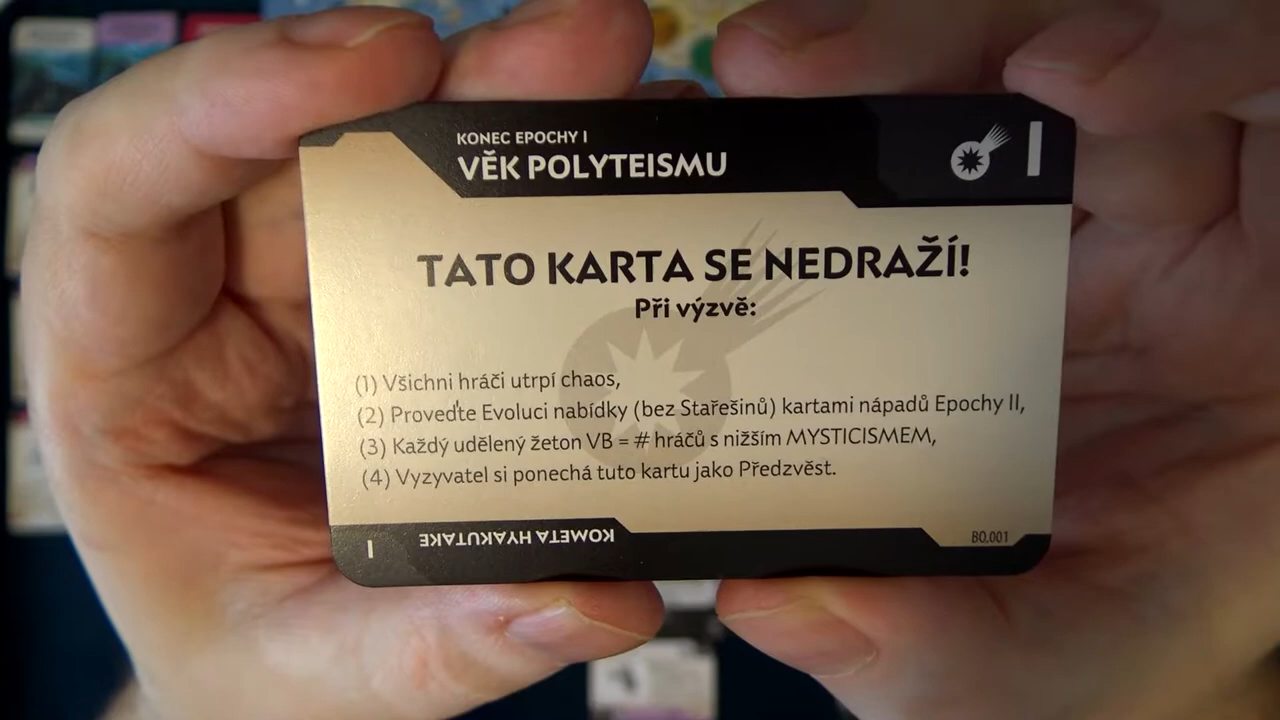 KONEC EPOCHY I
VĚK POLYTEISMU
I
TATO KARTA SE NEDRAŽÍ!
Při výzvě:
(1) Všichni hráči utrpí chaos,
(2) Proveďte Evoluci nabídky (bez Stařešinů) kartami nápadů Epochy II,
(3) Každý udělený žeton VB = # hráčů s nižším MYSTICISMEM,
(4) Vyzyvatel si ponechá tuto kartu jako Předzvěst.
I
KOMETA HYAKUTAKE
BO.001